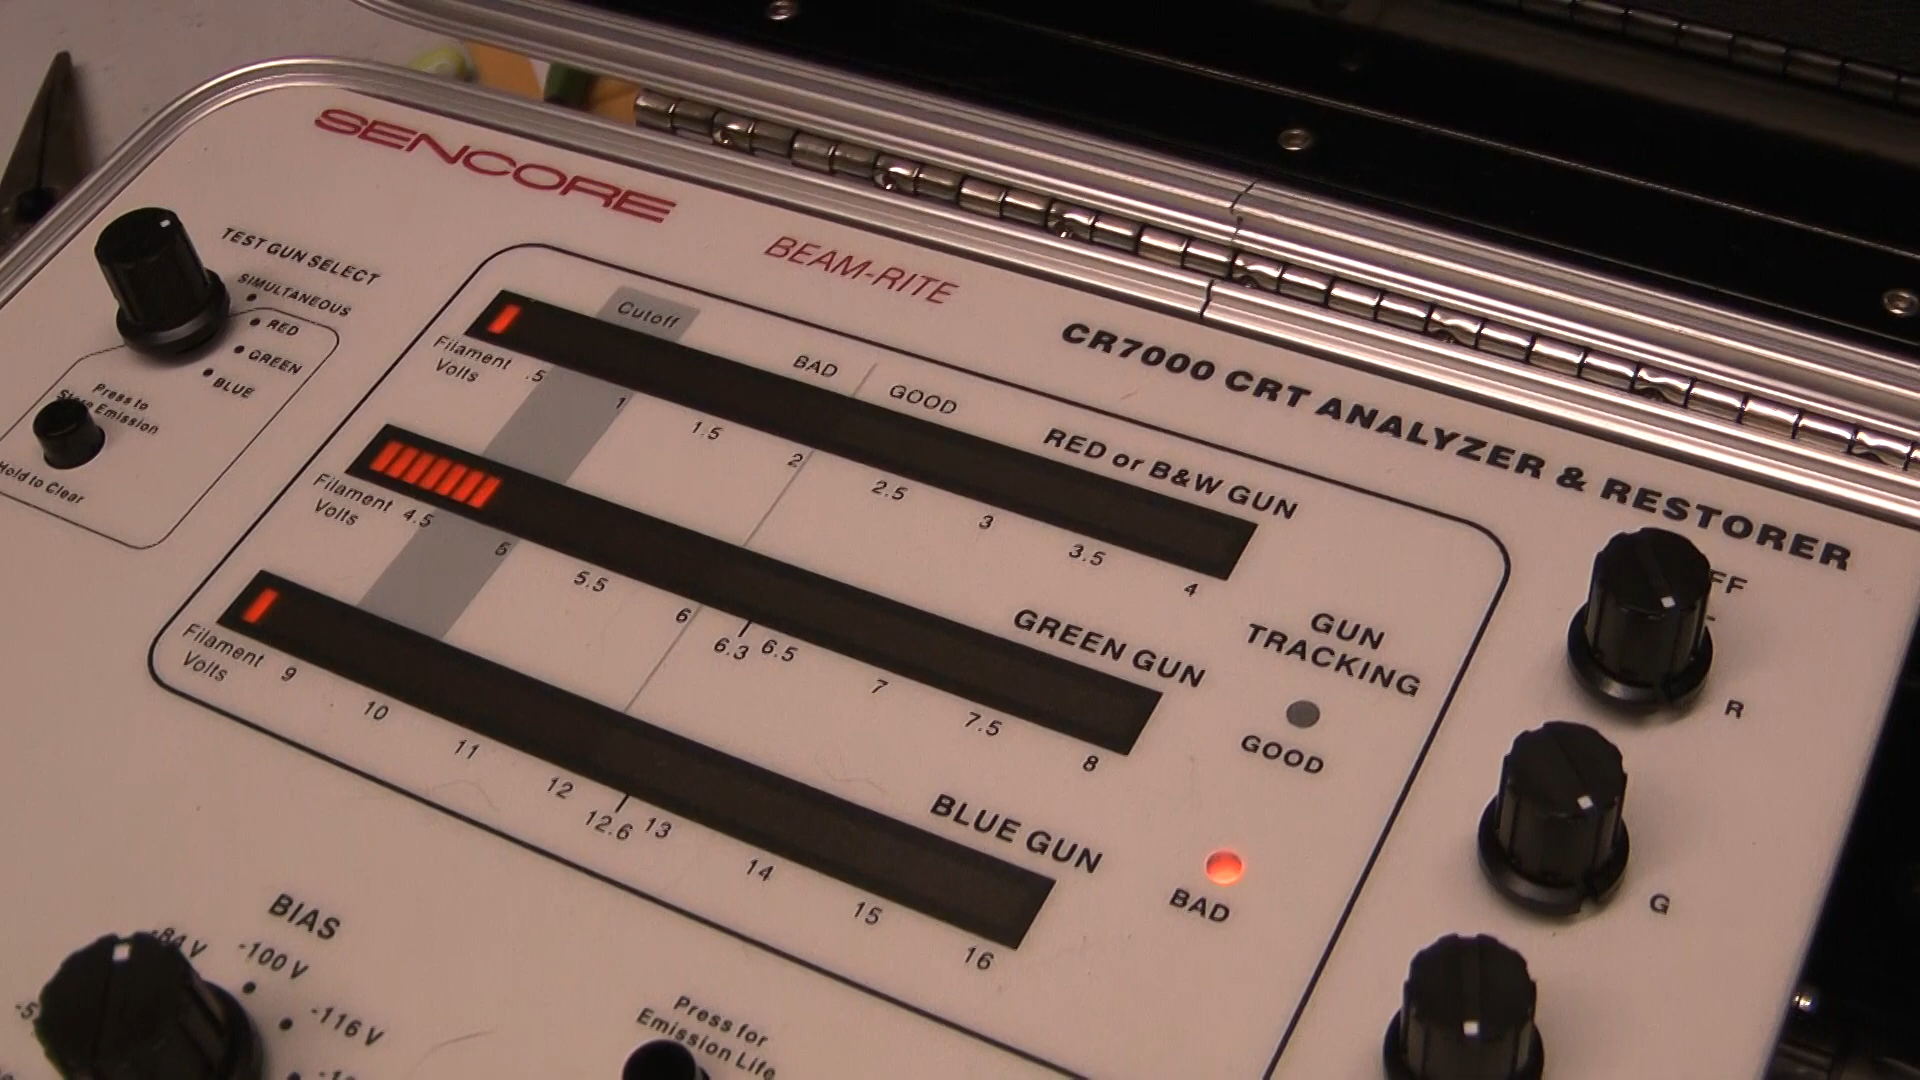 SENCORE
BEAM-RITE
CR7000 CRT ANALYZER & RESTORER
TEST GUN SELECT
SIMULTANEOUS
RED
GREEN
BLUE
Press to
Store Emission
Hold to Clear
Cutoff
BAD
GOOD
RED or B&W GUN
Filament
Volts
.5 1 1.5 2 2.5 3 3.5 4
GREEN GUN
Filament
Volts
4.5 5 5.5 6 6.3 6.5 7 7.5 8
BLUE GUN
Filament
Volts
9 10 11 12 12.6 13 14 15 16
GUN
TRACKING
GOOD
BAD
R
G
BIAS
-84 V
-100 V
-116 V
Press for
Emission Life